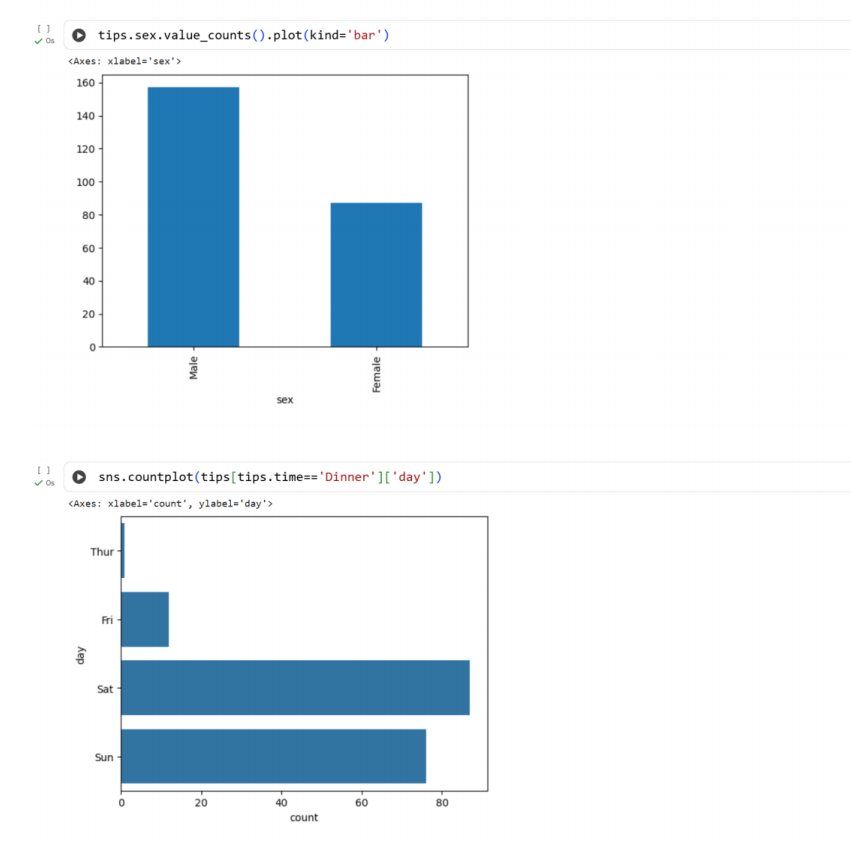 [ ]
✓ 0s
tips.sex.value_counts().plot(kind='bar')
<Axes: xlabel='sex'>
160
140
120
100
80
60
40
20
0
Male
Female
sex
[ ]
✓ 0s
sns.countplot(tips[tips.time=='Dinner']['day'])
<Axes: xlabel='count', ylabel='day'>
Thur
Fri
day
Sat
Sun
0 20 40 60 80
count